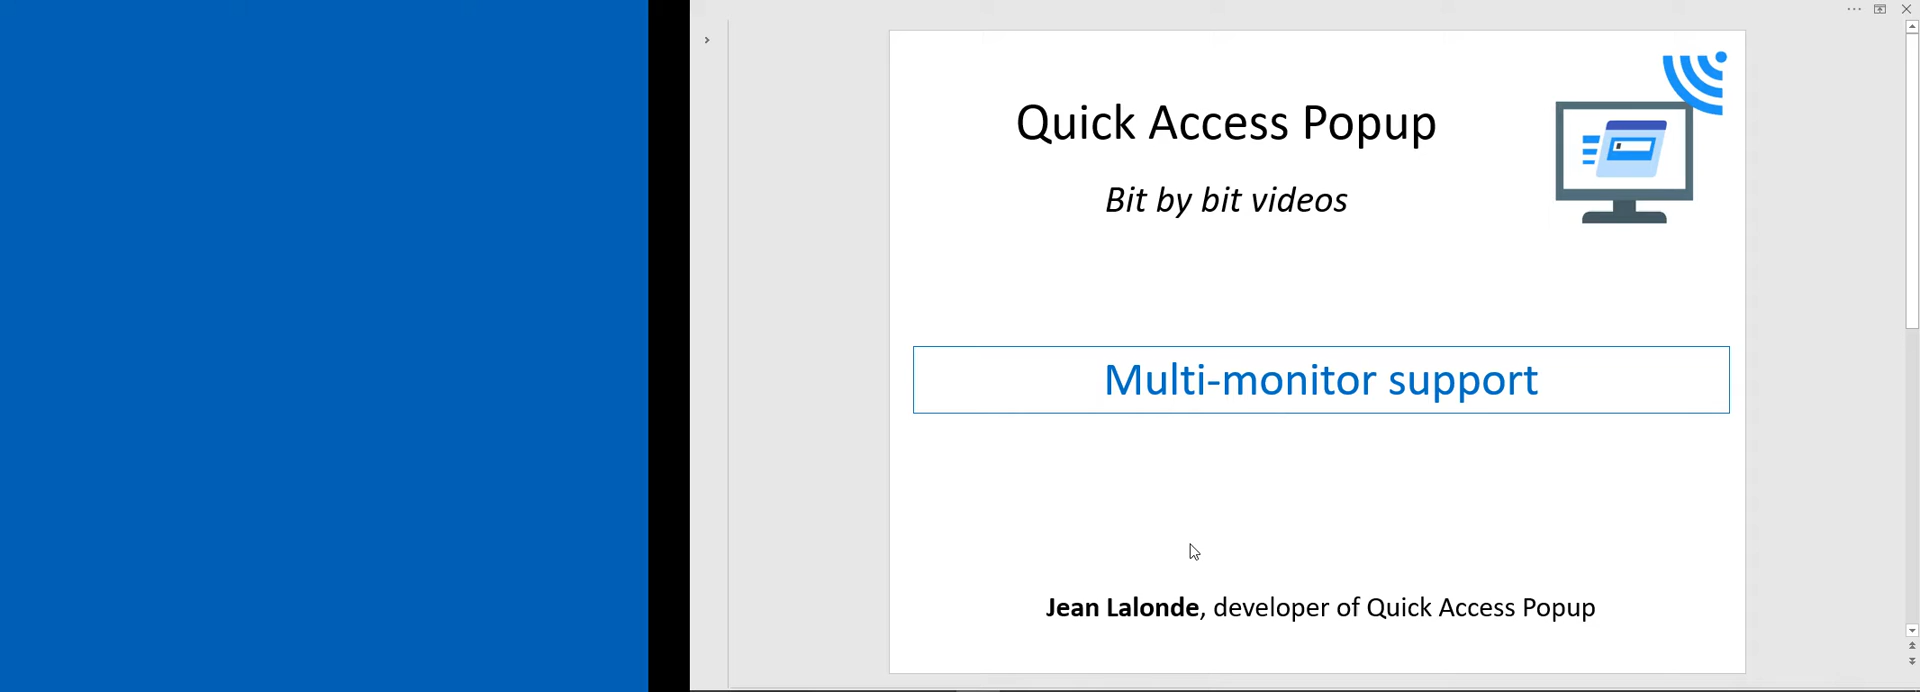 Quick Access Popup
Bit by bit videos
Multi-monitor support
Jean Lalonde, developer of Quick Access Popup